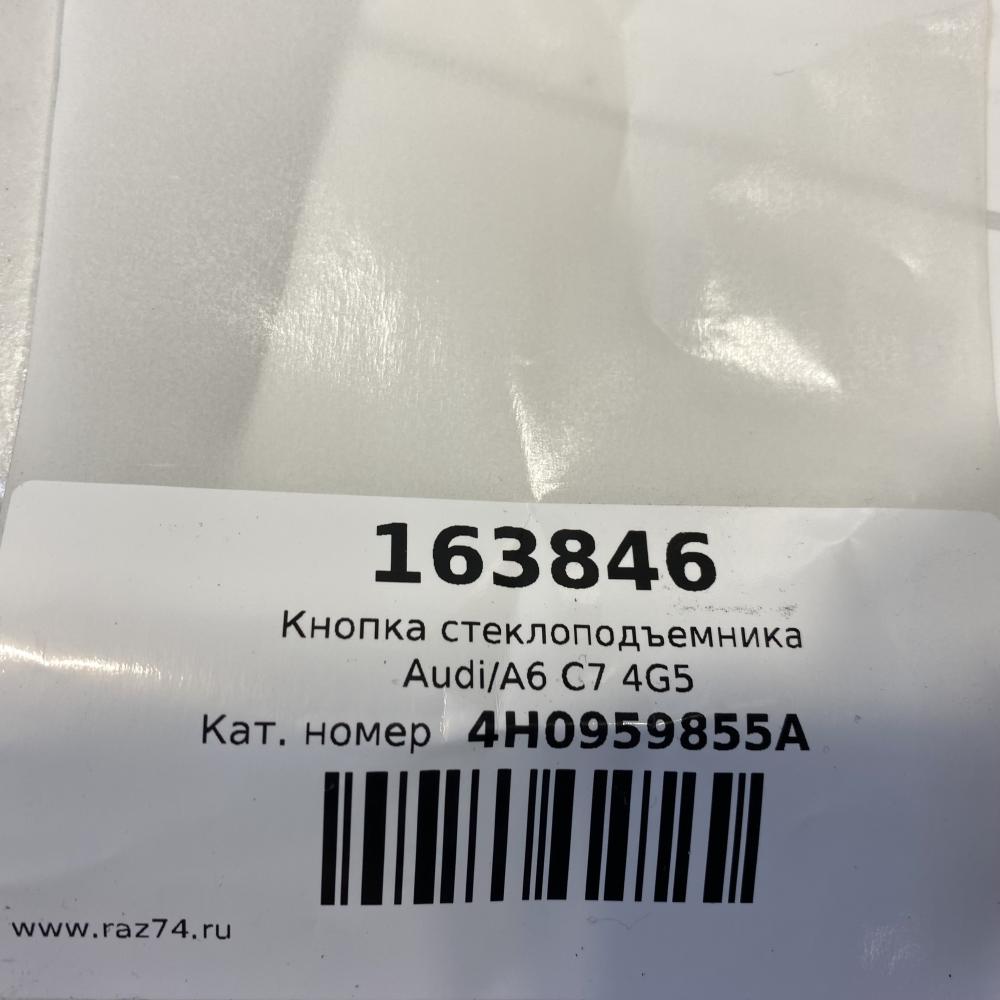 163846
Кнопка стеклоподъемника
Audi/A6 C7 4G5
Кат. номер 4H0959855A
www.raz74.ru